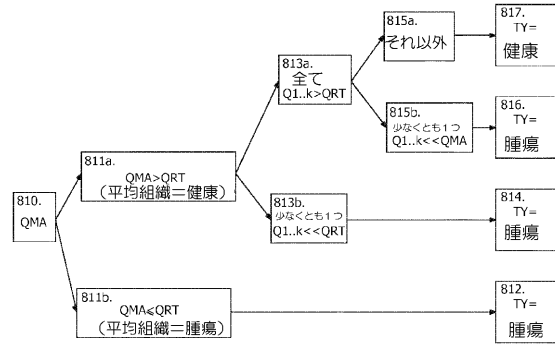 810.
QMA
811a.
QMA>QRT
(平均組織=健康)
811b.
QMA≤QRT
(平均組織=腫瘍)
813a.
全て
Q1..k>QRT
813b.
少なくとも1つ
Q1..k<<QRT
815a.
それ以外
815b.
少なくとも1つ
Q1..k<<QMA
817.
TY=
健康
816.
TY=
腫瘍
814.
TY=
腫瘍
812.
TY=
腫瘍